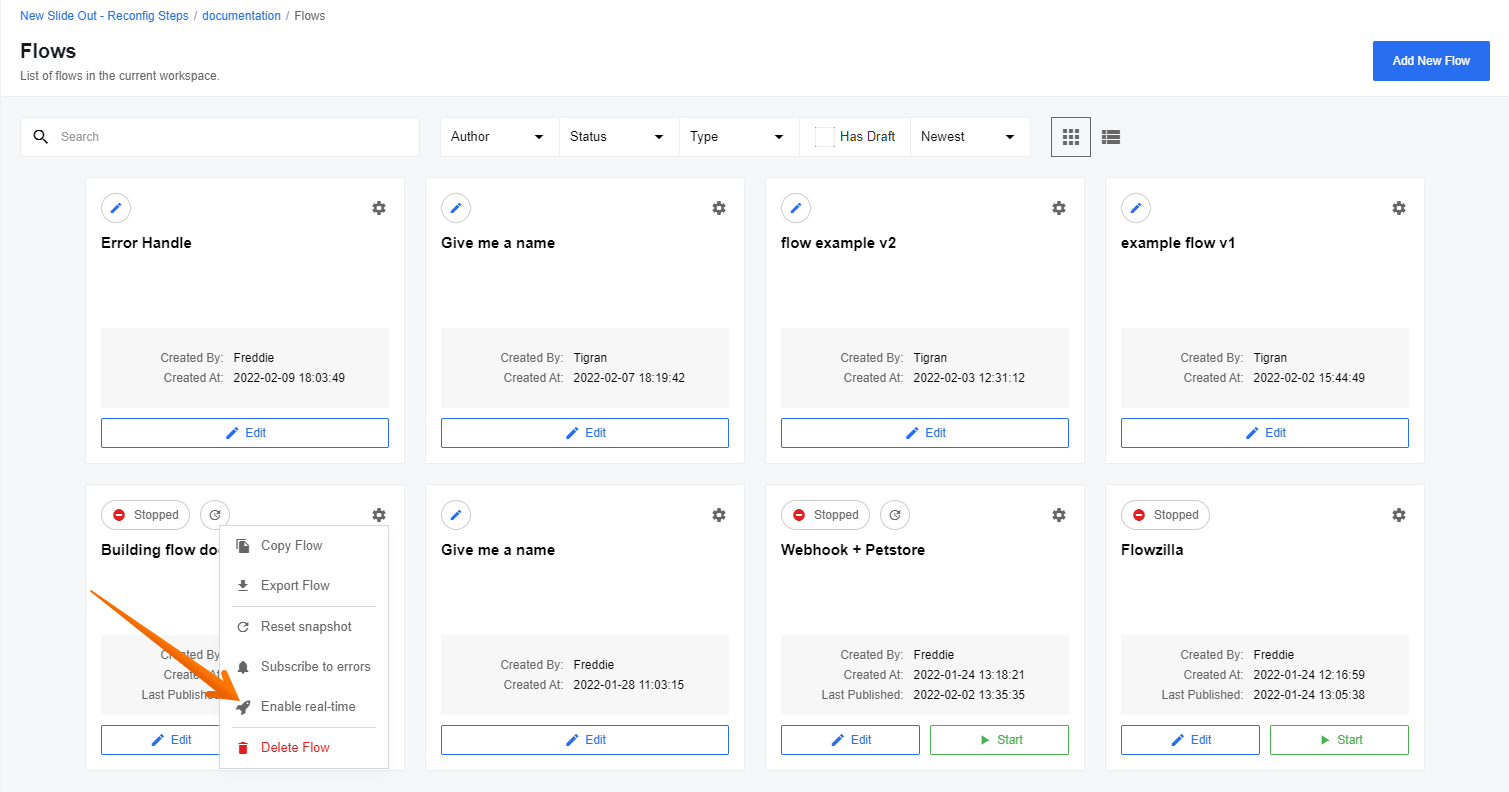 New Slide Out - Reconfig Steps / documentation / Flows
Flows
List of flows in the current workspace.
Add New Flow
Search
Author
Status
Type
Has Draft
Newest
Error Handle
Created By: Freddie
Created At: 2022-02-09 18:03:49
Edit
Give me a name
Created By: Tigran
Created At: 2022-02-07 18:19:42
Edit
flow example v2
Created By: Tigran
Created At: 2022-02-03 12:31:12
Edit
example flow v1
Created By: Tigran
Created At: 2022-02-02 15:44:49
Edit
Stopped
Building flow do
Created By
Created At
Last Published
Edit
Copy Flow
Export Flow
Reset snapshot
Subscribe to errors
Enable real-time
Delete Flow
Give me a name
Created By: Freddie
Created At: 2022-01-28 11:03:15
Edit
Stopped
Webhook + Petstore
Created By: Freddie
Created At: 2022-01-24 13:18:21
Last Published: 2022-02-02 13:35:35
Edit
Start
Stopped
Flowzilla
Created By: Freddie
Created At: 2022-01-24 12:16:59
Last Published: 2022-01-24 13:05:38
Edit
Start